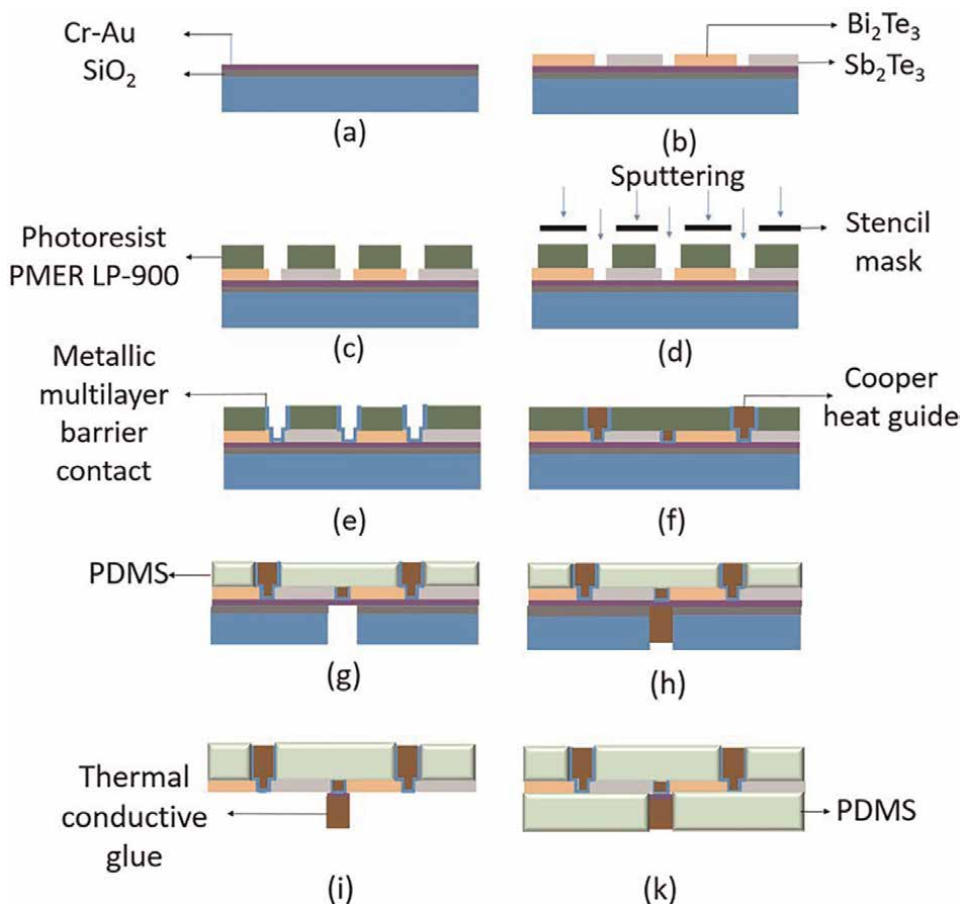 Cr-Au
SiO₂
(a)
Bi₂Te₃
Sb₂Te₃
(b)
Photoresist
PMER LP-900
(c)
Sputtering
Stencil
mask
(d)
Metallic
multilayer
barrier
contact
(e)
Cooper
heat guide
(f)
PDMS
(g)
(h)
Thermal
conductive
glue
(i)
PDMS
(k)